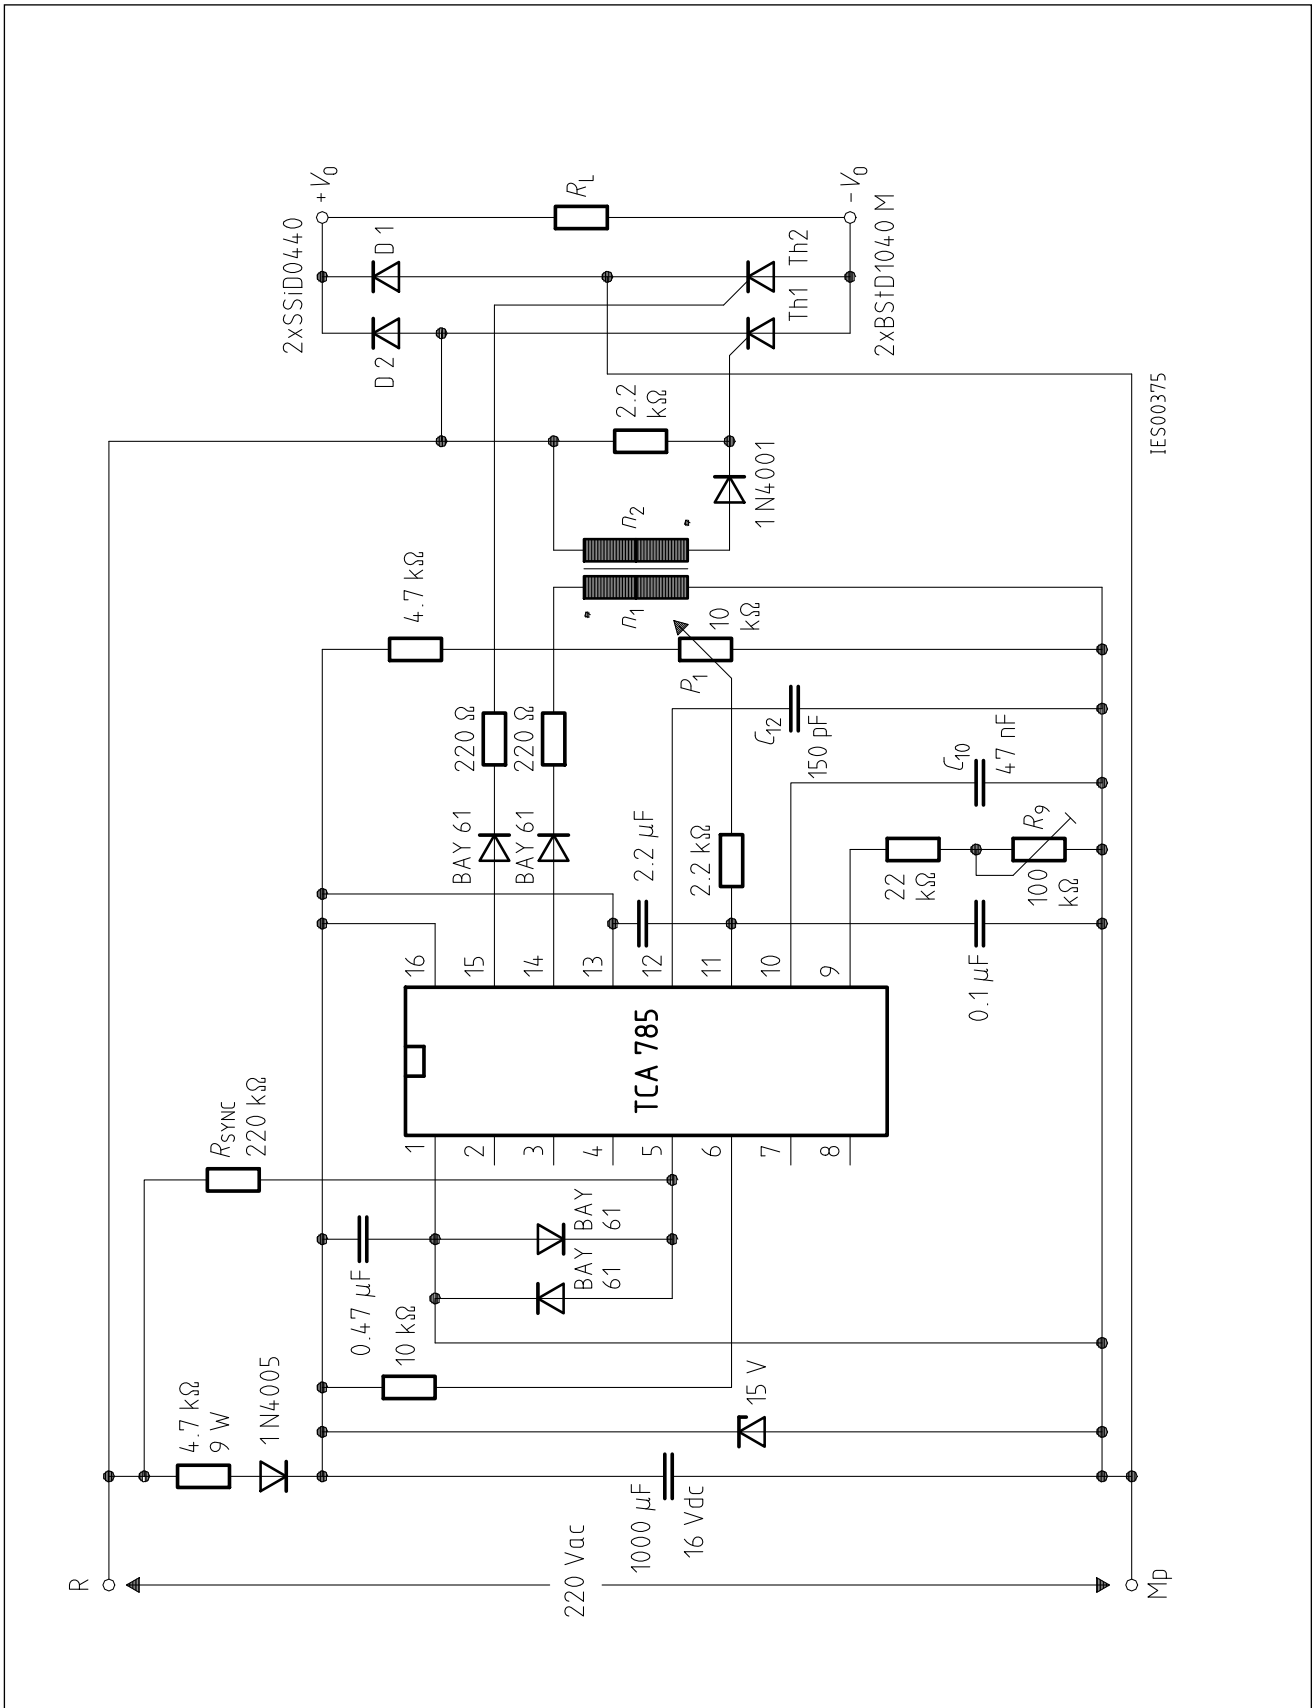 R
4.7 kΩ
9 W
1N4005
R_SYNC
220 kΩ
0.47 µF
10 kΩ
BAY
61
BAY
61
15 V
1000 µF
16 Vdc
220 Vac
Mp
1
2
3
4
5
6
7
8
TCA 785
16
15
14
13
12
11
10
9
BAY 61
BAY 61
220 Ω
220 Ω
4.7 kΩ
2.2 µF
2.2 kΩ
0.1 µF
22
kΩ
100
kΩ
R9
C10
47 nF
C12
150 pF
P1
10
kΩ
n1
n2
1N4001
2.2
kΩ
D2
D1
2xSSiD0440
+V0
RL
-V0
Th1
Th2
2xBStD1040 M
IES00375